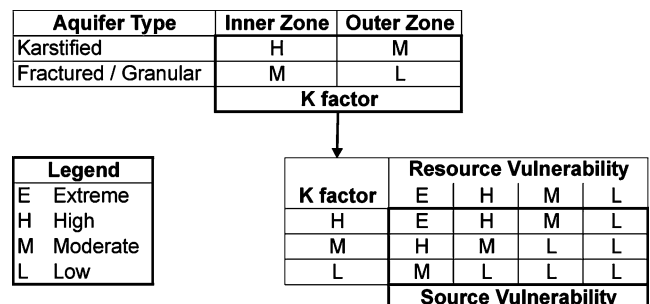 Aquifer Type Inner Zone Outer Zone
Karstified H M
Fractured / Granular M L
K factor
Legend
E Extreme
H High
M Moderate
L Low
Resource Vulnerability
K factor E H M L
H E H M L
M H M L L
L M L L L
Source Vulnerability